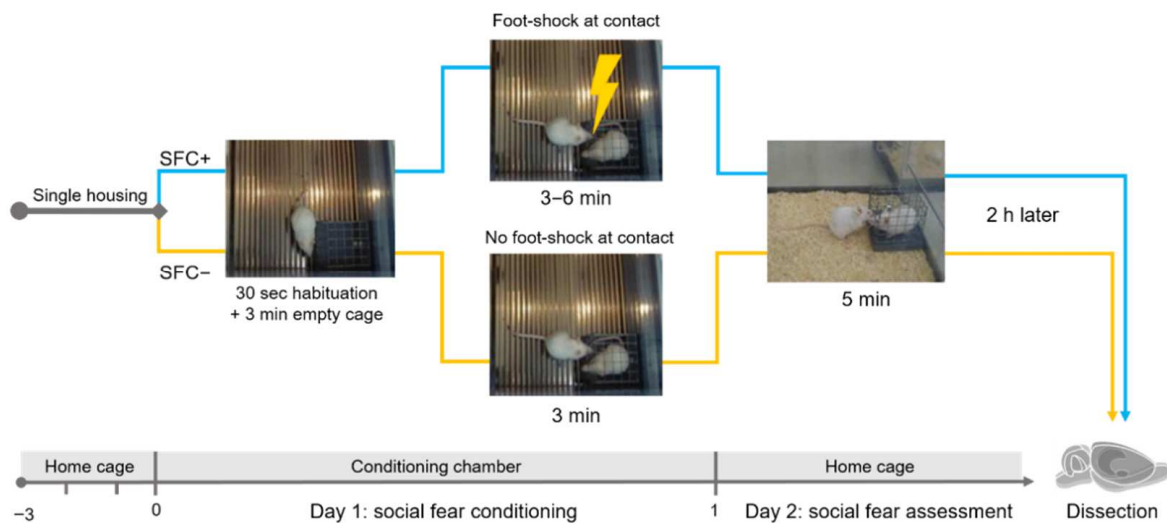 Foot-shock at contact
SFC+
Single housing
3–6 min
2 h later
No foot-shock at contact
SFC−
30 sec habituation
+ 3 min empty cage
5 min
3 min
Home cage
Conditioning chamber
Home cage
−3
0
Day 1: social fear conditioning
1
Day 2: social fear assessment
Dissection